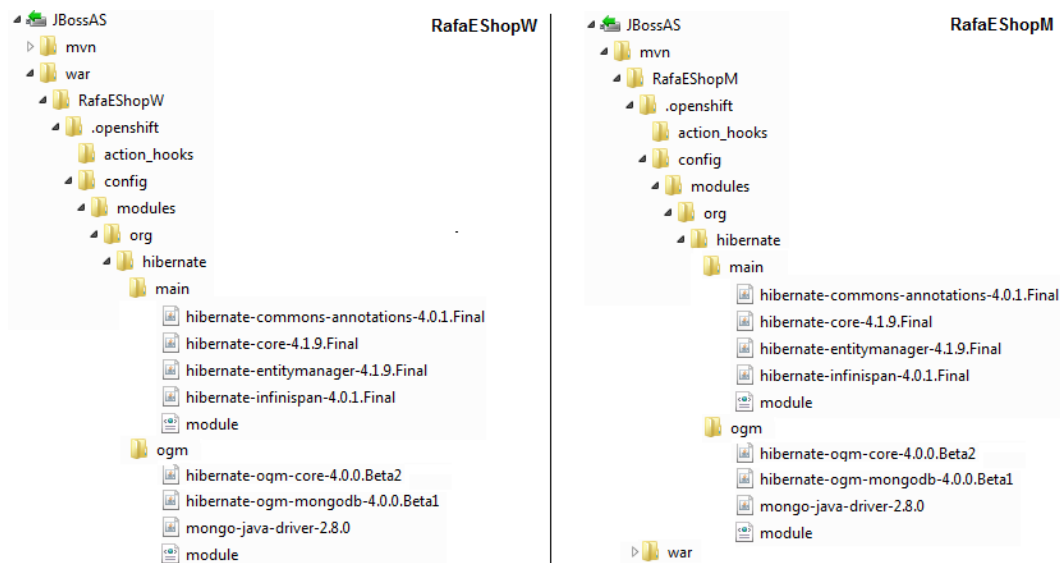 RafaEShopW
JBossAS
mvn
war
RafaEShopW
.openshift
action_hooks
config
modules
org
hibernate
main
hibernate-commons-annotations-4.0.1.Final
hibernate-core-4.1.9.Final
hibernate-entitymanager-4.1.9.Final
hibernate-infinispan-4.0.1.Final
module
ogm
hibernate-ogm-core-4.0.0.Beta2
hibernate-ogm-mongodb-4.0.0.Beta1
mongo-java-driver-2.8.0
module
RafaEShopM
JBossAS
mvn
RafaEShopM
.openshift
action_hooks
config
modules
org
hibernate
main
hibernate-commons-annotations-4.0.1.Final
hibernate-core-4.1.9.Final
hibernate-entitymanager-4.1.9.Final
hibernate-infinispan-4.0.1.Final
module
ogm
hibernate-ogm-core-4.0.0.Beta2
hibernate-ogm-mongodb-4.0.0.Beta1
mongo-java-driver-2.8.0
module
war